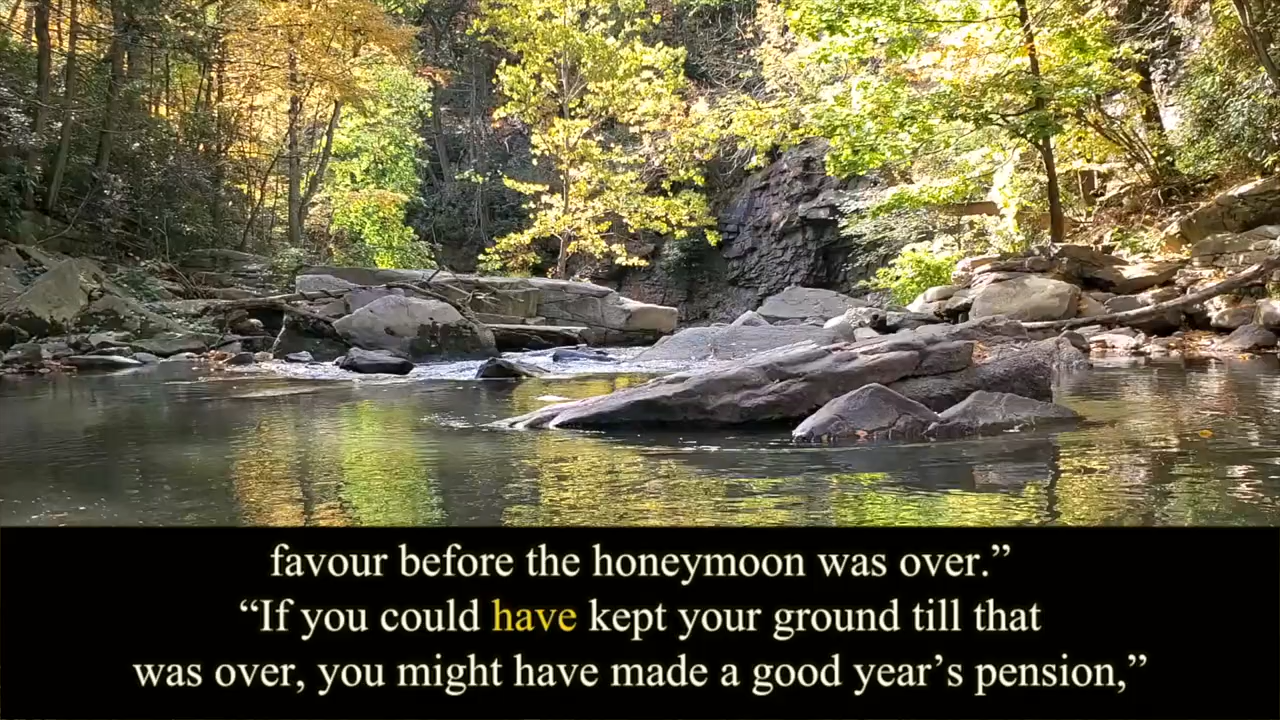 favour before the honeymoon was over.”
“If you could have kept your ground till that
was over, you might have made a good year’s pension,”